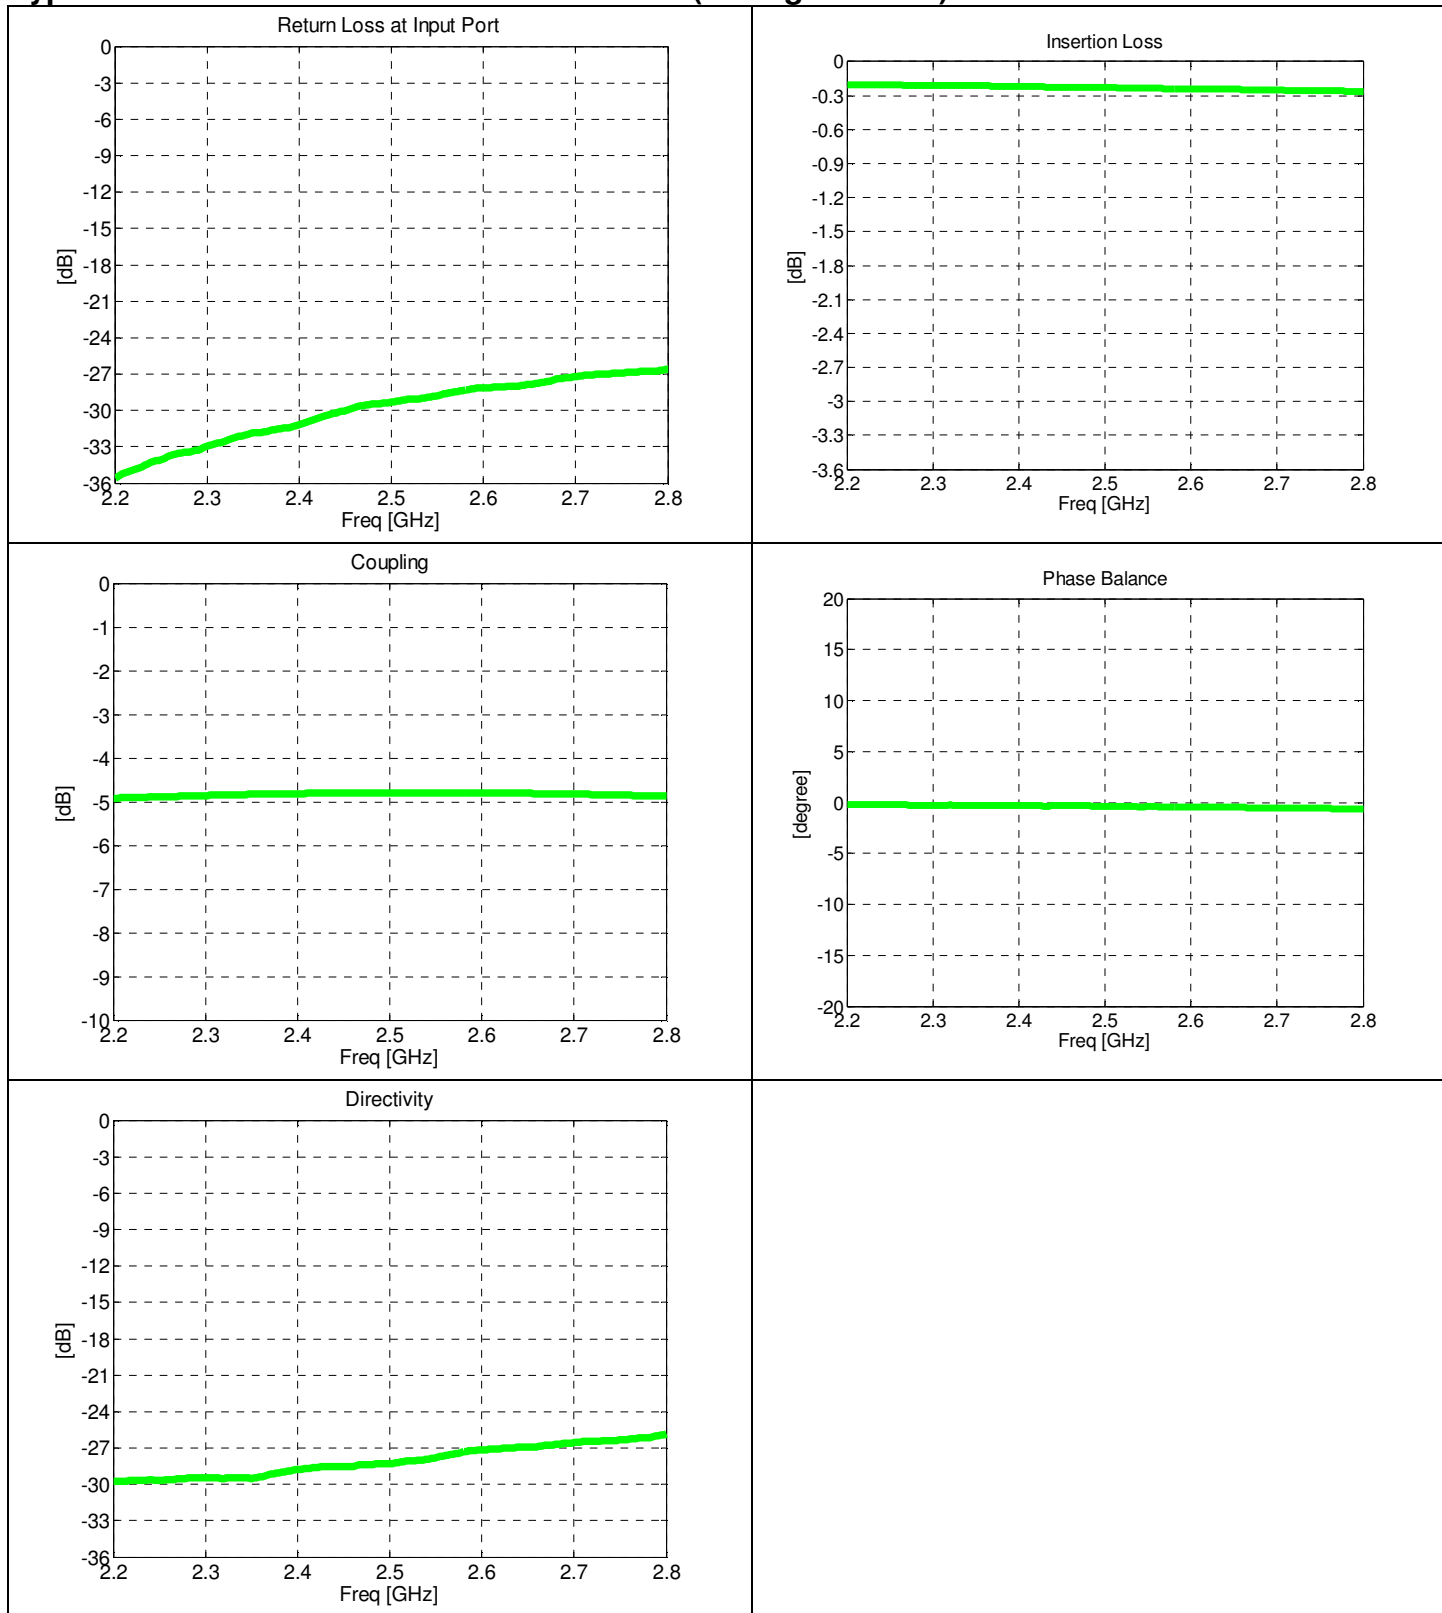 Return Loss at Input Port
0
-3
-6
-9
-12
-15
-18
-21
-24
-27
-30
-33
-36
[dB]
2.2 2.3 2.4 2.5 2.6 2.7 2.8
Freq [GHz]
Insertion Loss
0
-0.3
-0.6
-0.9
-1.2
-1.5
-1.8
-2.1
-2.4
-2.7
-3
-3.3
-3.6
[dB]
2.2 2.3 2.4 2.5 2.6 2.7 2.8
Freq [GHz]
Coupling
0
-1
-2
-3
-4
-5
-6
-7
-8
-9
-10
[dB]
2.2 2.3 2.4 2.5 2.6 2.7 2.8
Freq [GHz]
Phase Balance
20
15
10
5
0
-5
-10
-15
-20
[degree]
2.2 2.3 2.4 2.5 2.6 2.7 2.8
Freq [GHz]
Directivity
0
-3
-6
-9
-12
-15
-18
-21
-24
-27
-30
-33
-36
[dB]
2.2 2.3 2.4 2.5 2.6 2.7 2.8
Freq [GHz]